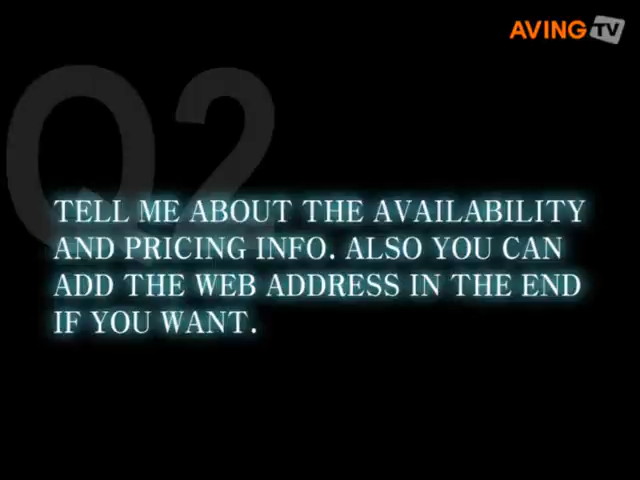 AVING TV
Q2
TELL ME ABOUT THE AVAILABILITY
AND PRICING INFO. ALSO YOU CAN
ADD THE WEB ADDRESS IN THE END
IF YOU WANT.